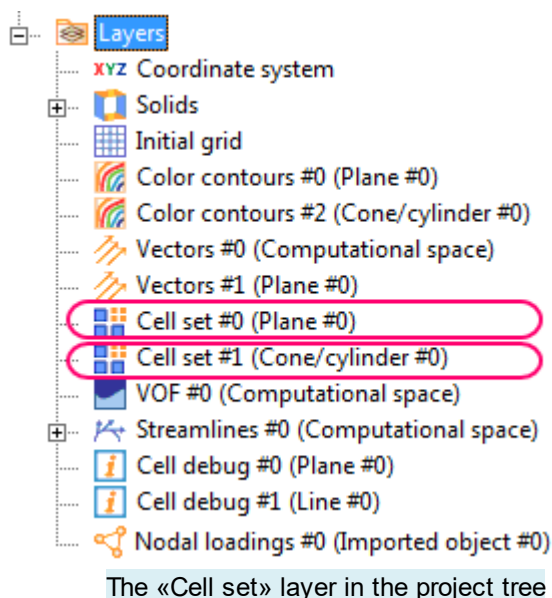 Layers
XYZ Coordinate system
Solids
Initial grid
Color contours #0 (Plane #0)
Color contours #2 (Cone/cylinder #0)
Vectors #0 (Computational space)
Vectors #1 (Plane #0)
Cell set #0 (Plane #0)
Cell set #1 (Cone/cylinder #0)
VOF #0 (Computational space)
Streamlines #0 (Computational space)
i Cell debug #0 (Plane #0)
i Cell debug #1 (Line #0)
Nodal loadings #0 (Imported object #0)
The «Cell set» layer in the project tree